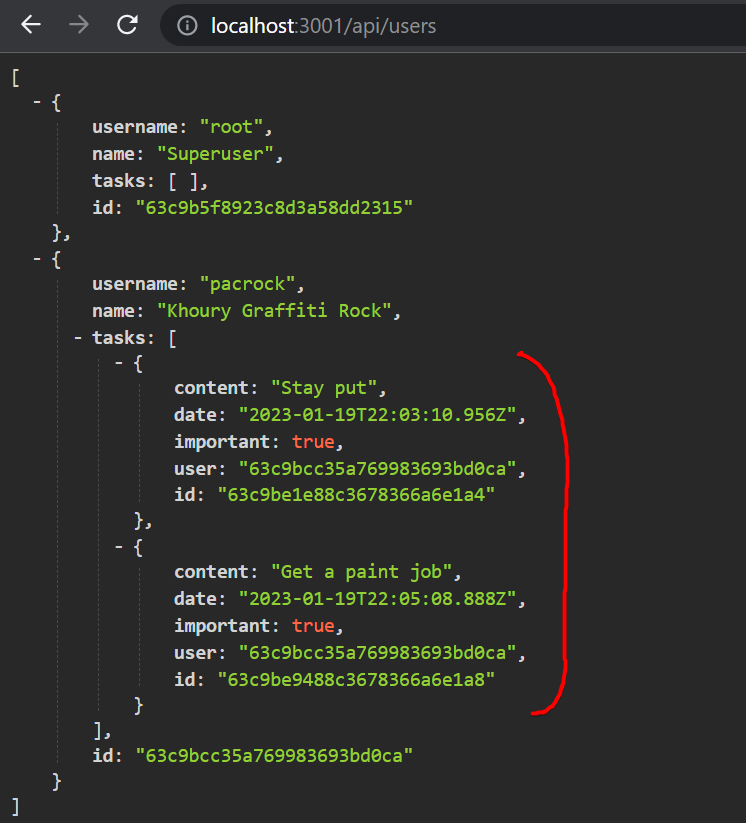 localhost:3001/api/users
[
- {
username: "root",
name: "Superuser",
tasks: [ ],
id: "63c9b5f8923c8d3a58dd2315"
},
- {
username: "pacrock",
name: "Khoury Graffiti Rock",
- tasks: [
- {
content: "Stay put",
date: "2023-01-19T22:03:10.956Z",
important: true,
user: "63c9bcc35a769983693bd0ca",
id: "63c9be1e88c3678366a6e1a4"
},
- {
content: "Get a paint job",
date: "2023-01-19T22:05:08.888Z",
important: true,
user: "63c9bcc35a769983693bd0ca",
id: "63c9be9488c3678366a6e1a8"
}
],
id: "63c9bcc35a769983693bd0ca"
}
]